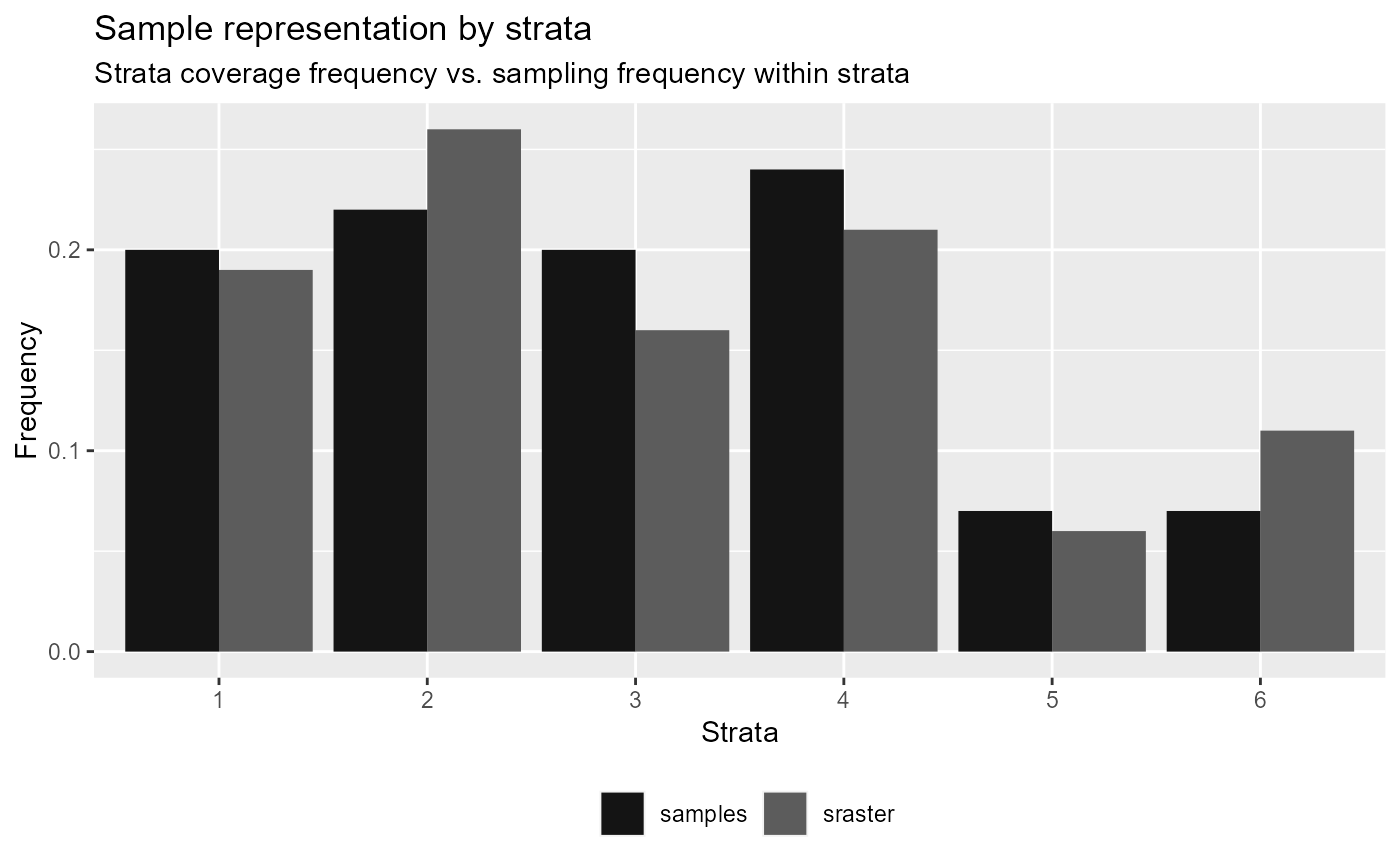 Sample representation by strata
Strata coverage frequency vs. sampling frequency within strata
Frequency
0.2
0.1
0.0
1 2 3 4 5 6
Strata
samples sraster